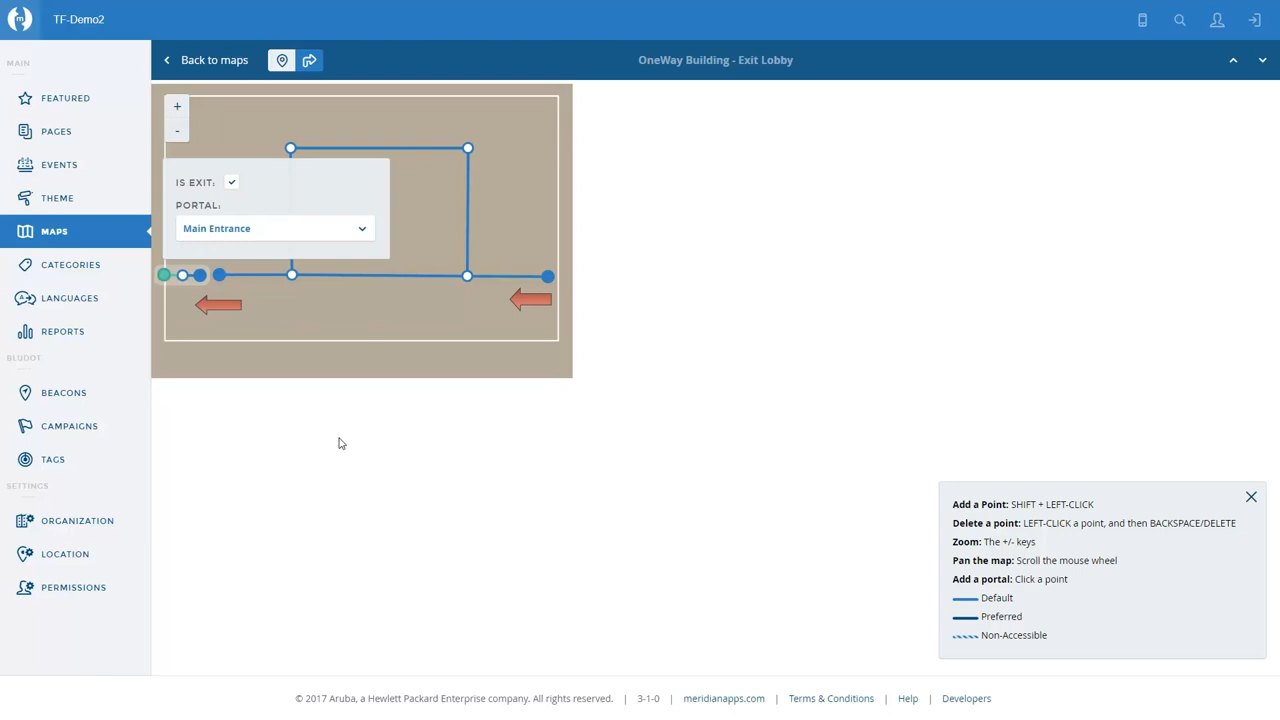 TF-Demo2
MAIN
FEATURED
PAGES
EVENTS
THEME
MAPS
CATEGORIES
LANGUAGES
REPORTS
BLUDOT
BEACONS
CAMPAIGNS
TAGS
SETTINGS
ORGANIZATION
LOCATION
PERMISSIONS
Back to maps
OneWay Building - Exit Lobby
+
-
IS EXIT:
PORTAL:
Main Entrance
Add a Point: SHIFT + LEFT-CLICK
Delete a point: LEFT-CLICK a point, and then BACKSPACE/DELETE
Zoom: The +/- keys
Pan the map: Scroll the mouse wheel
Add a portal: Click a point
Default
Preferred
Non-Accessible
© 2017 Aruba, a Hewlett Packard Enterprise company. All rights reserved. | 3-1-0 | meridianapps.com | Terms & Conditions | Help | Developers